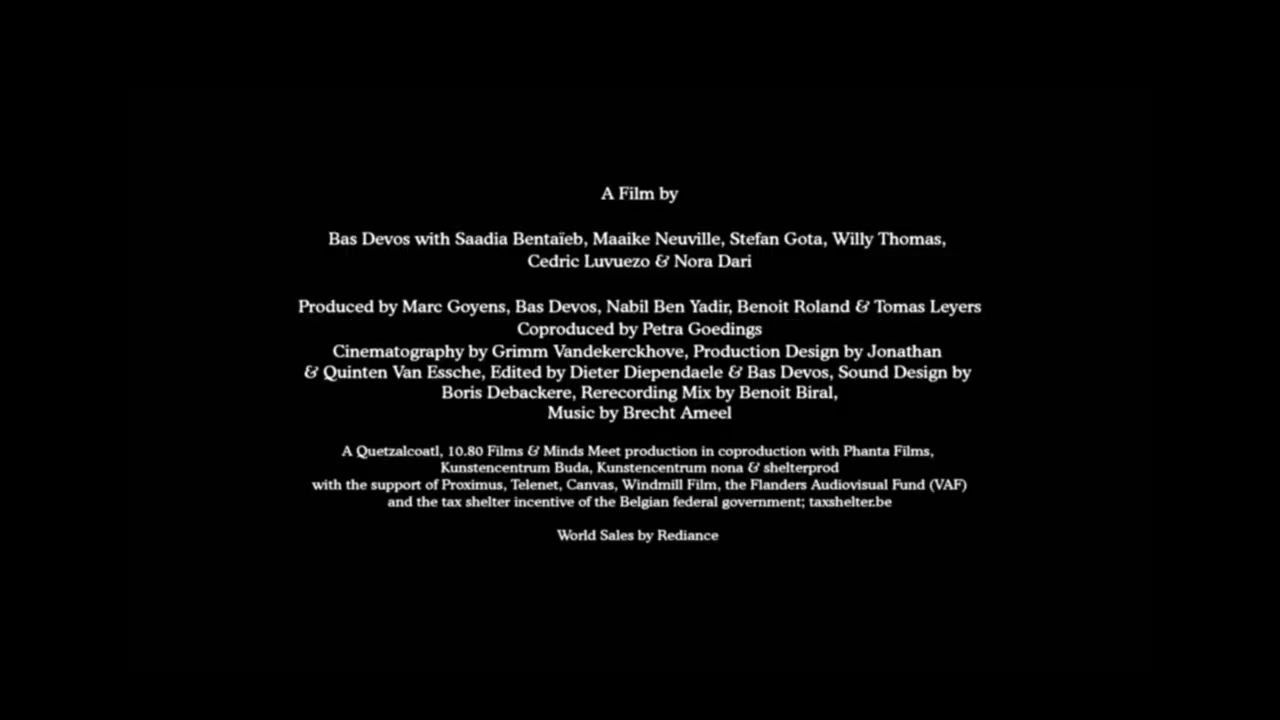 A Film by
Bas Devos with Saadia Bentaïeb, Maaike Neuville, Stefan Gota, Willy Thomas,
Cedric Luvuezo & Nora Dari
Produced by Marc Goyens, Bas Devos, Nabil Ben Yadir, Benoit Roland & Tomas Leyers
Coproduced by Petra Goedings
Cinematography by Grimm Vandekerckhove, Production Design by Jonathan
& Quinten Van Essche, Edited by Dieter Diependaele & Bas Devos, Sound Design by
Boris Debackere, Rerecording Mix by Benoit Biral,
Music by Brecht Ameel
A Quetzalcoatl, 10.80 Films & Minds Meet production in coproduction with Phanta Films,
Kunstencentrum Buda, Kunstencentrum nona & shelterprod
with the support of Proximus, Telenet, Canvas, Windmill Film, the Flanders Audiovisual Fund (VAF)
and the tax shelter incentive of the Belgian federal government; taxshelter.be
World Sales by Rediance